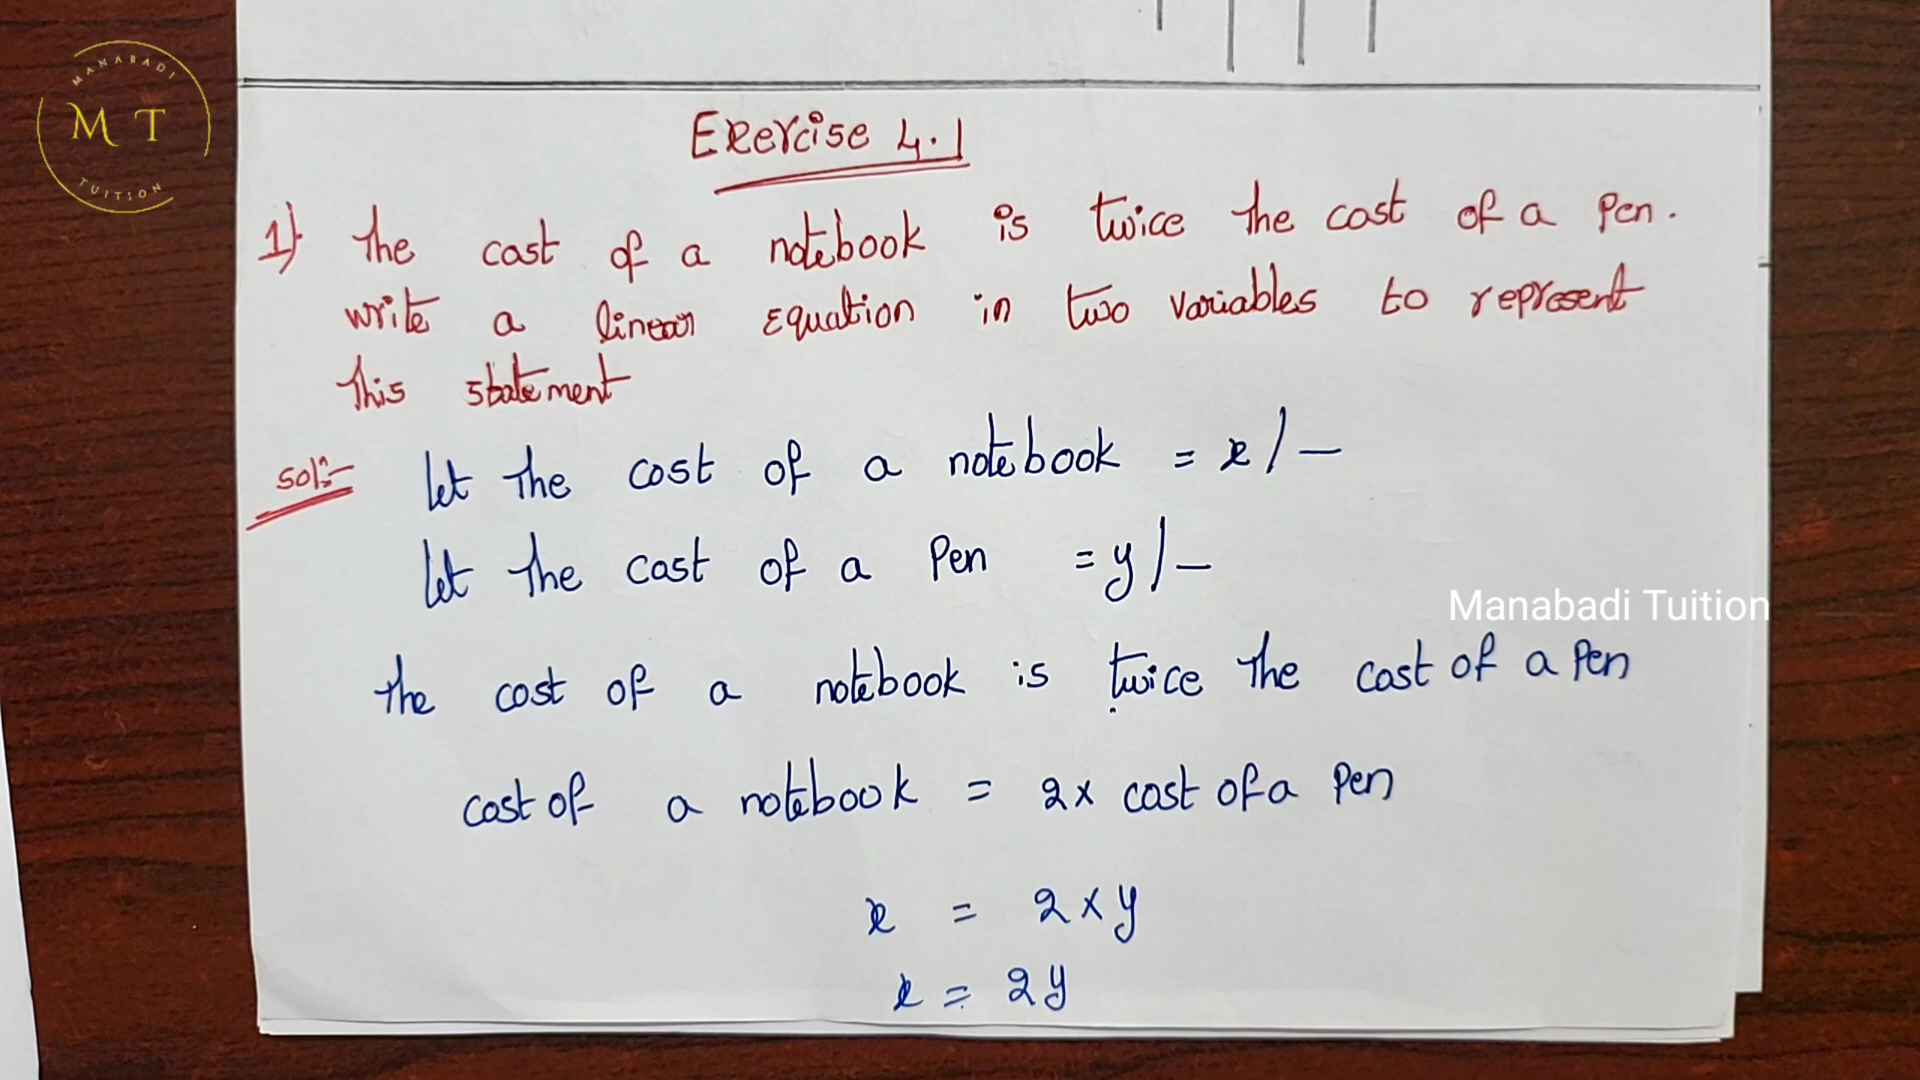 MANABADI
M T
TUITION
Exercise 4.1
1) The cost of a notebook is twice the cost of a pen.
write a linear Equation in two variables to represent
this statement
Sol:-
Let the cost of a notebook = x/-
Let the cost of a Pen = y/-
Manabadi Tuition
The cost of a notebook is twice the cost of a Pen
cost of a notebook = 2x cost of a Pen
x = 2 x y
x = 2y